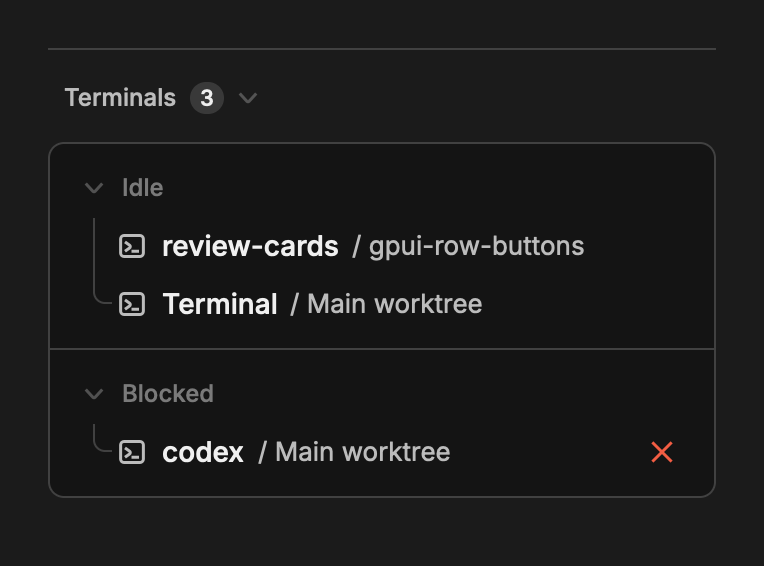 Terminals 3
Idle
review-cards / gpui-row-buttons
Terminal / Main worktree
Blocked
codex / Main worktree